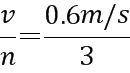 v/n = 0.6m/s / 3